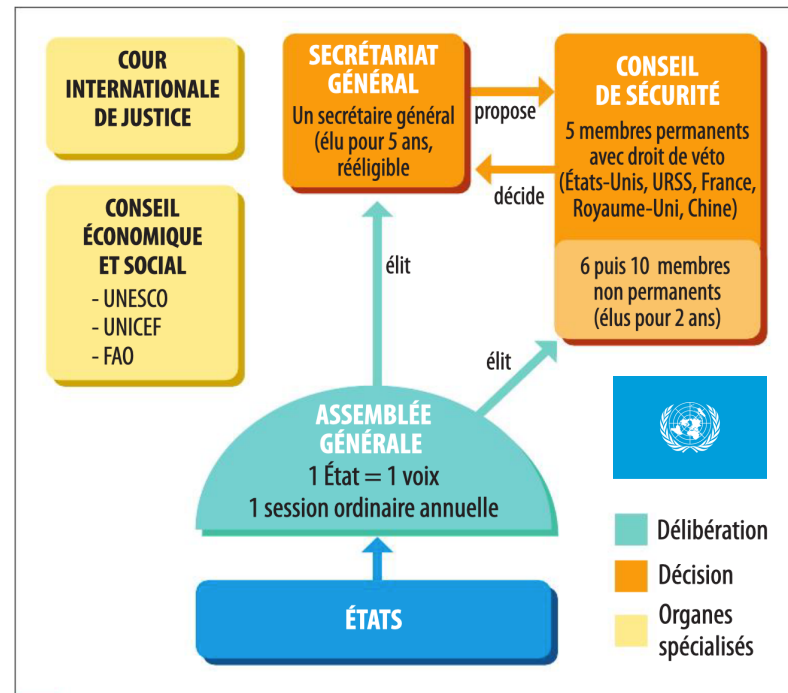 COUR
INTERNATIONALE
DE JUSTICE
CONSEIL
ÉCONOMIQUE
ET SOCIAL
- UNESCO
- UNICEF
- FAO
SECRÉTARIAT
GÉNÉRAL
Un secrétaire général
(élu pour 5 ans,
rééligible
propose
décide
CONSEIL
DE SÉCURITÉ
5 membres permanents
avec droit de véto
(États-Unis, URSS, France,
Royaume-Uni, Chine)
6 puis 10 membres
non permanents
(élus pour 2 ans)
élit
élit
ASSEMBLÉE
GÉNÉRALE
1 État = 1 voix
1 session ordinaire annuelle
ÉTATS
Délibération
Décision
Organes
spécialisés